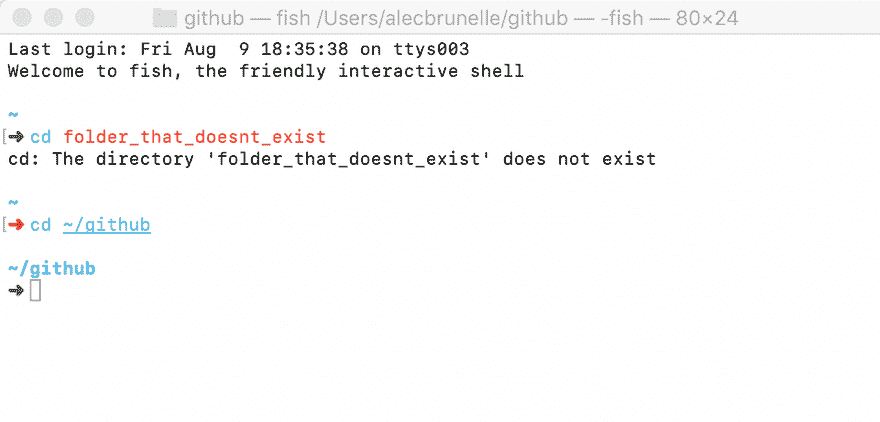 github — fish /Users/alecbrunelle/github — -fish — 80×24
Last login: Fri Aug  9 18:35:38 on ttys003
Welcome to fish, the friendly interactive shell
~
➜ cd folder_that_doesnt_exist
cd: The directory 'folder_that_doesnt_exist' does not exist
~
➜ cd ~/github
~/github
➜